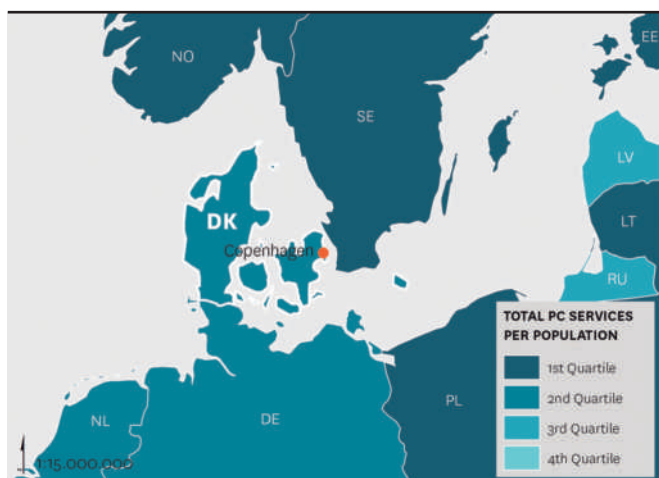 NO
EE
SE
LV
DK
LT
Copenhagen
RU
TOTAL PC SERVICES
PER POPULATION
1st Quartile
2nd Quartile
3rd Quartile
4th Quartile
PL
NL
DE
1:15.000.000